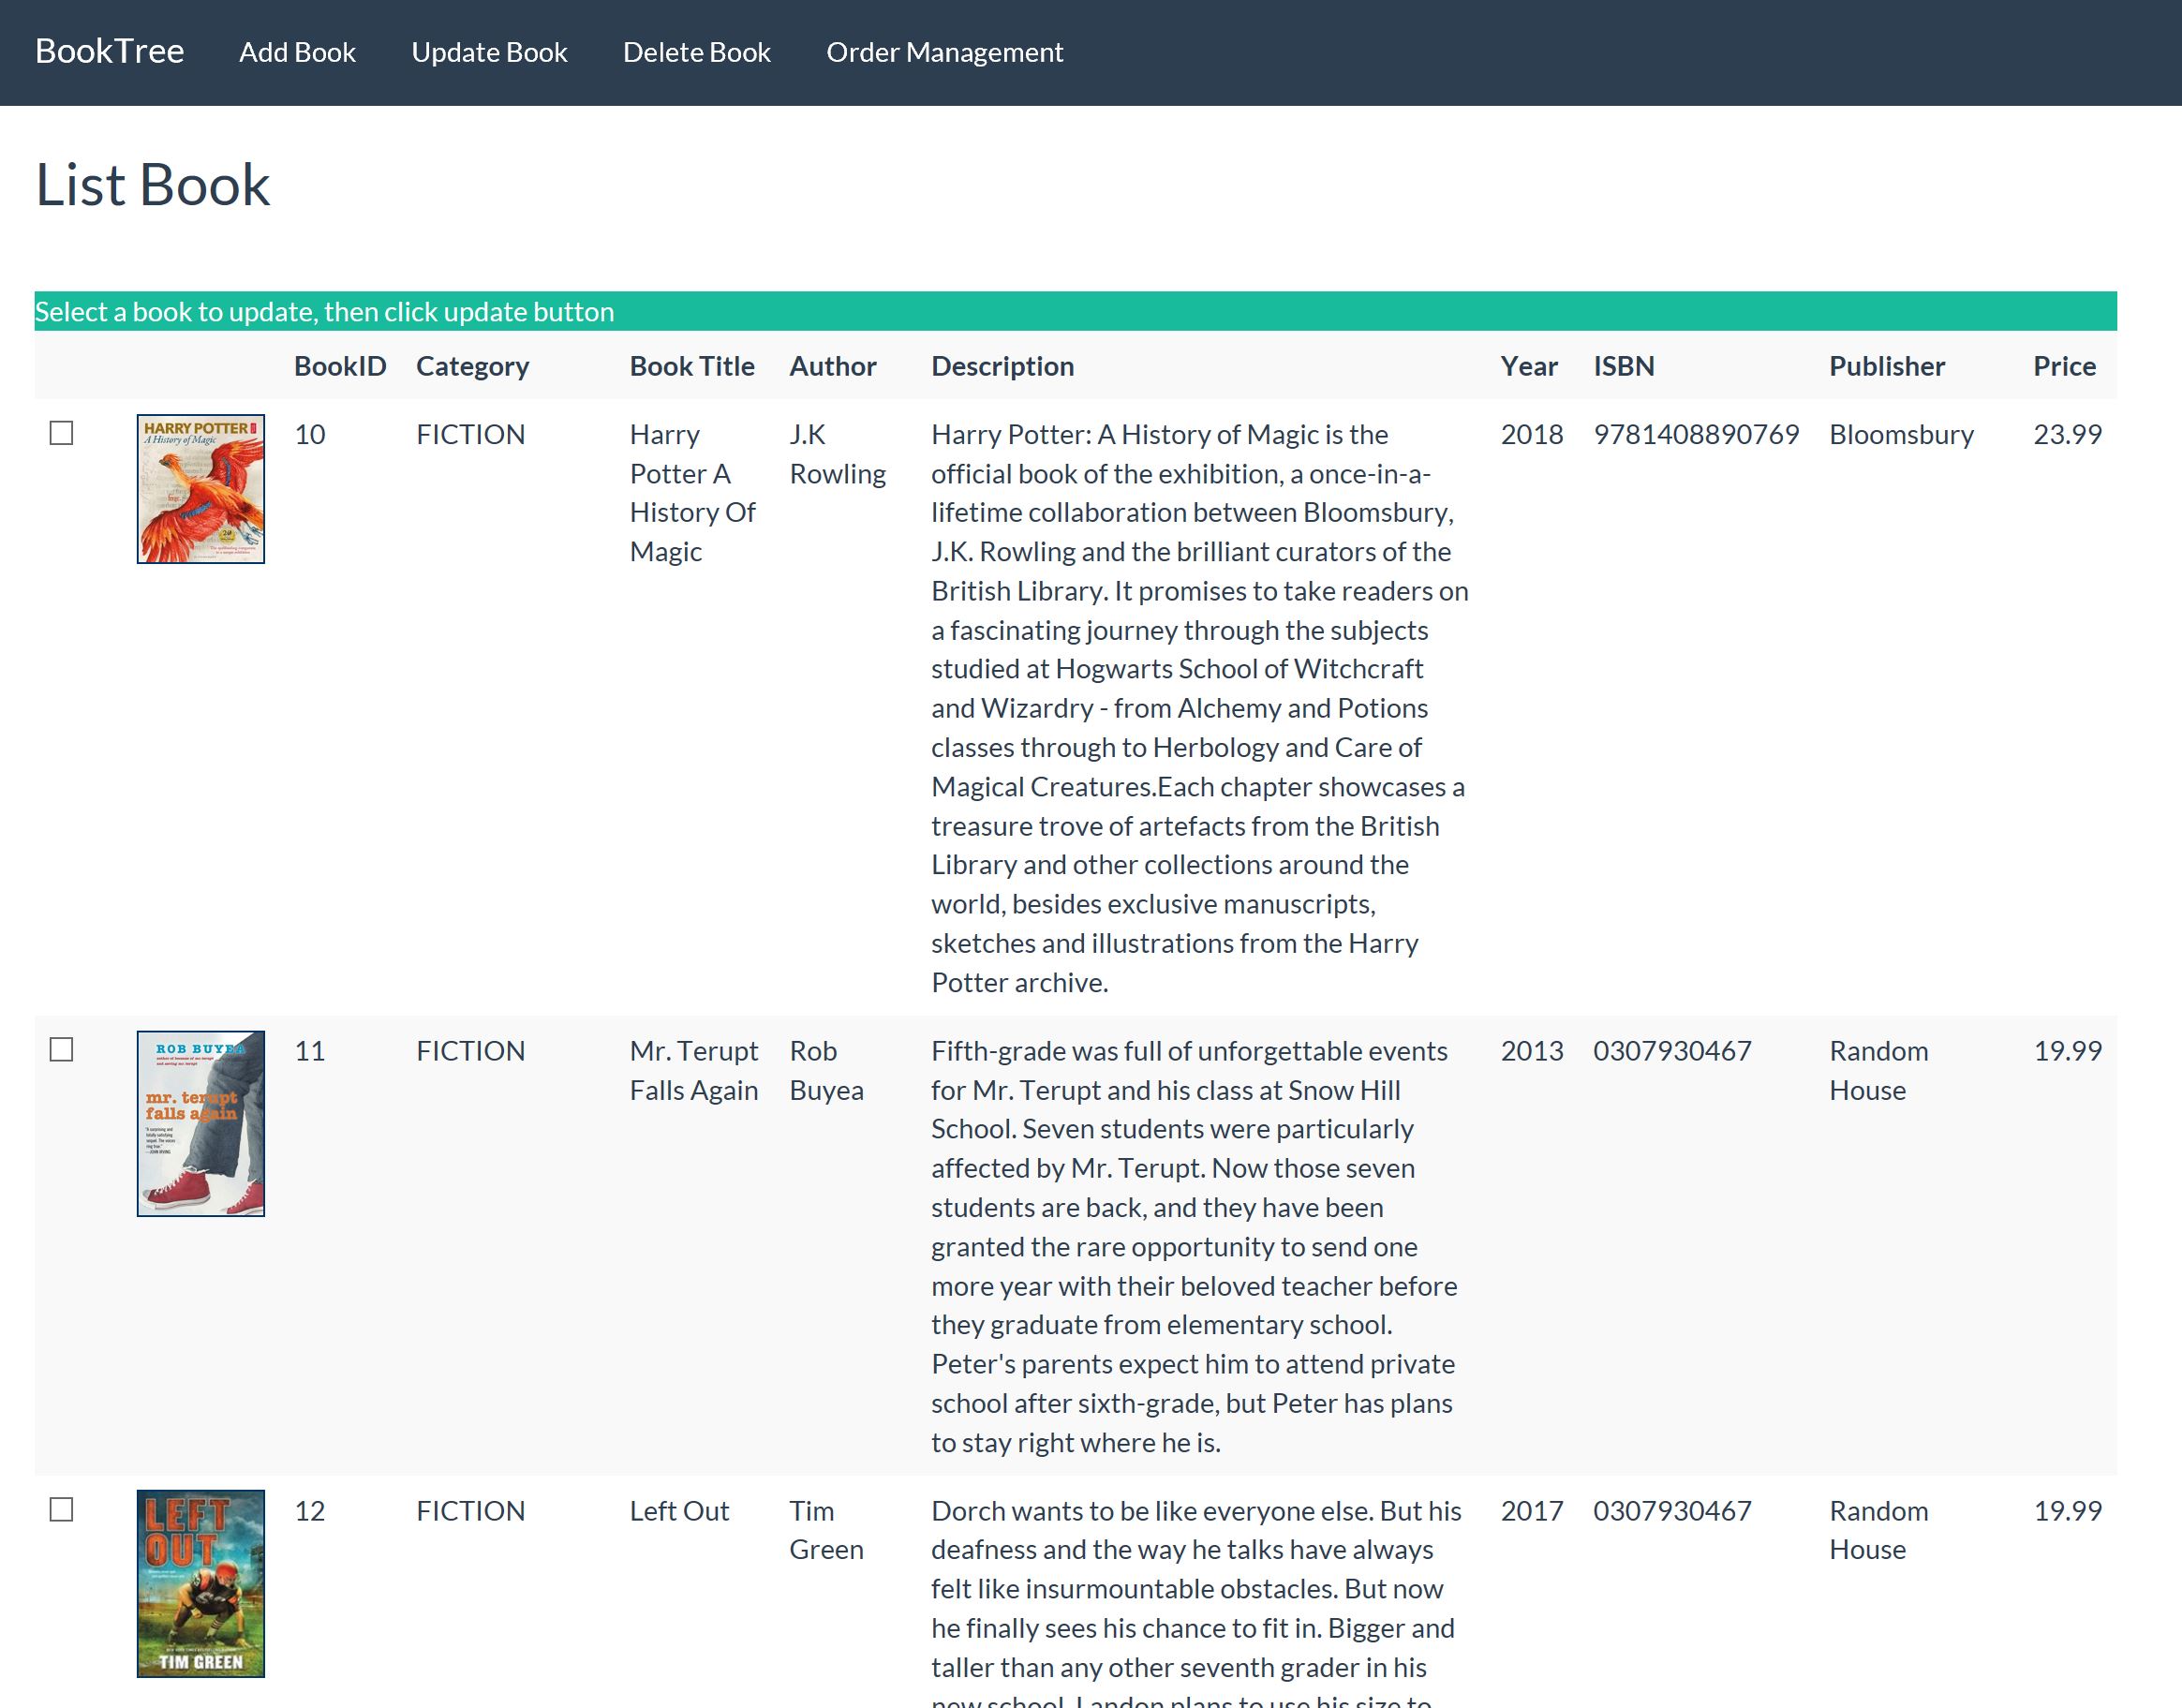 BookTree Add Book Update Book Delete Book Order Management
List Book
Select a book to update, then click update button
BookID Category Book Title Author Description Year ISBN Publisher Price
HARRY POTTER
A History of Magic
10 FICTION Harry J.K Harry Potter: A History of Magic is the 2018 9781408890769 Bloomsbury 23.99
Potter A Rowling official book of the exhibition, a once-in-a-
History Of lifetime collaboration between Bloomsbury,
Magic J.K. Rowling and the brilliant curators of the
British Library. It promises to take readers on
a fascinating journey through the subjects
studied at Hogwarts School of Witchcraft
and Wizardry - from Alchemy and Potions
classes through to Herbology and Care of
Magical Creatures.Each chapter showcases a
treasure trove of artefacts from the British
Library and other collections around the
world, besides exclusive manuscripts,
sketches and illustrations from the Harry
Potter archive.
ROB BUYEA
mr. terupt
falls again
11 FICTION Mr. Terupt Rob Fifth-grade was full of unforgettable events 2013 0307930467 Random 19.99
Falls Again Buyea for Mr. Terupt and his class at Snow Hill House
School. Seven students were particularly
affected by Mr. Terupt. Now those seven
students are back, and they have been
granted the rare opportunity to send one
more year with their beloved teacher before
they graduate from elementary school.
Peter's parents expect him to attend private
school after sixth-grade, but Peter has plans
to stay right where he is.
LEFT
OUT
TIM GREEN
12 FICTION Left Out Tim Dorch wants to be like everyone else. But his 2017 0307930467 Random 19.99
Green deafness and the way he talks have always House
felt like insurmountable obstacles. But now
he finally sees his chance to fit in. Bigger and
taller than any other seventh grader in his
new school, Landon plans to use his size to